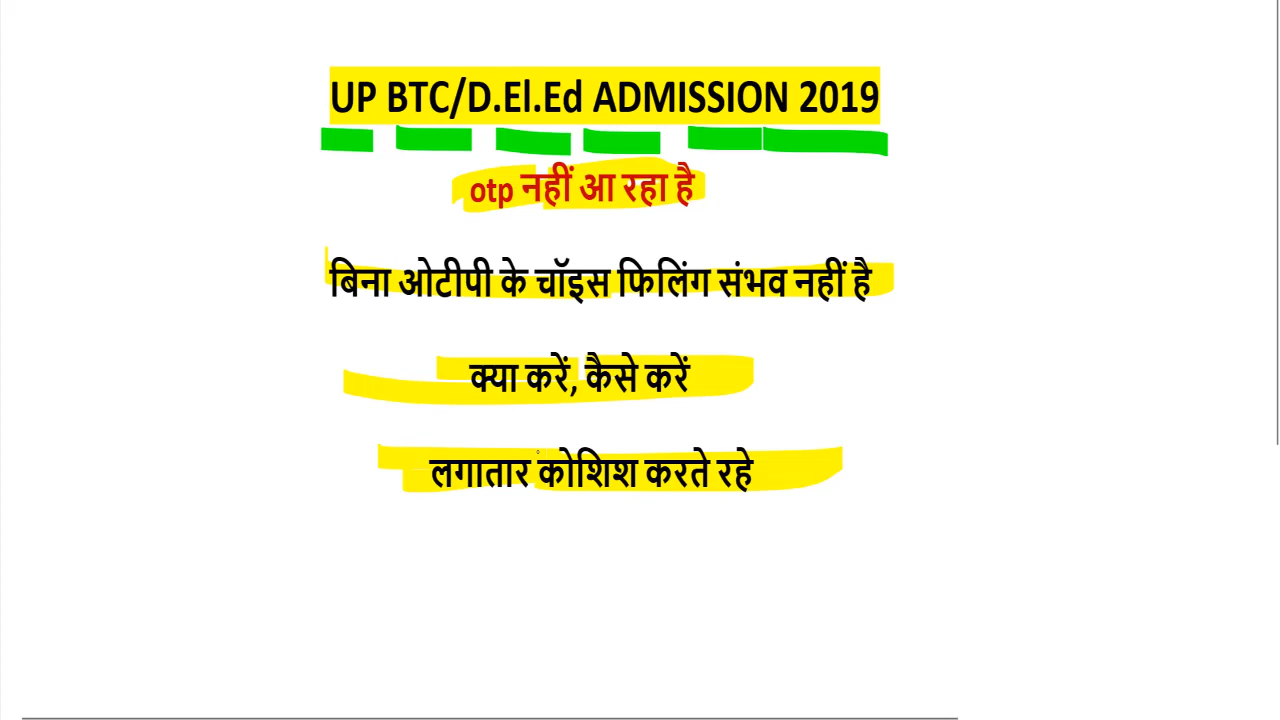 UP BTC/D.El.Ed ADMISSION 2019
otp नहीं आ रहा है
बिना ओटीपी के चॉइस फिलिंग संभव नहीं है
क्या करें, कैसे करें
लगातार कोशिश करते रहे